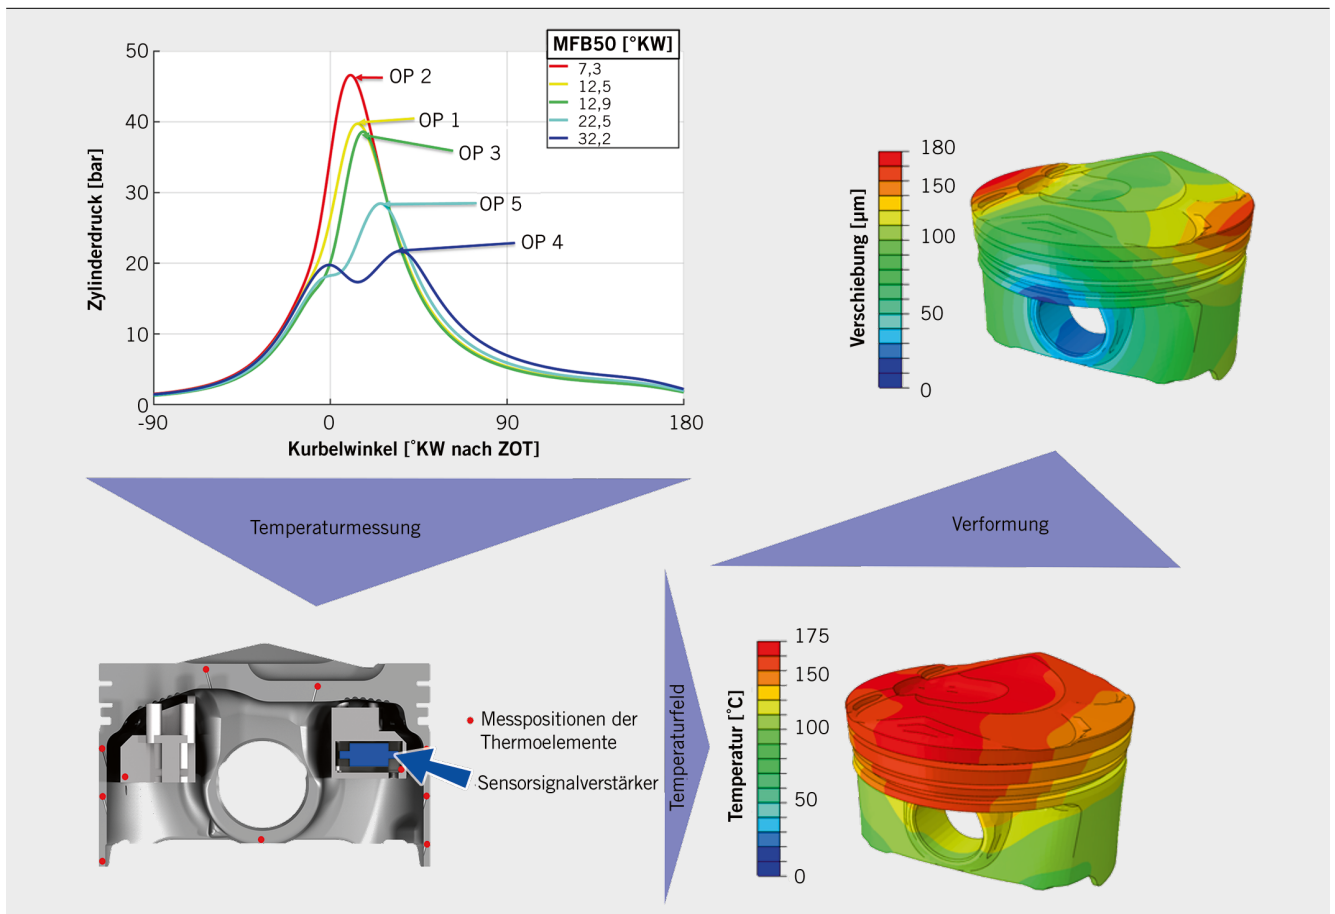 50
40
30
20
10
0
-90
0
90
180
Zylinderdruck [bar]
Kurbelwinkel [°KW nach ZOT]
MFB50 [°KW]
7,3
12,5
12,9
22,5
32,2
OP 2
OP 1
OP 3
OP 5
OP 4
Verschiebung [µm]
180
150
100
50
0
Temperaturmessung
Verformung
Messpositionen der
Thermoelemente
Sensorsignalverstärker
Temperaturfeld
Temperatur [°C]
175
150
100
50
0